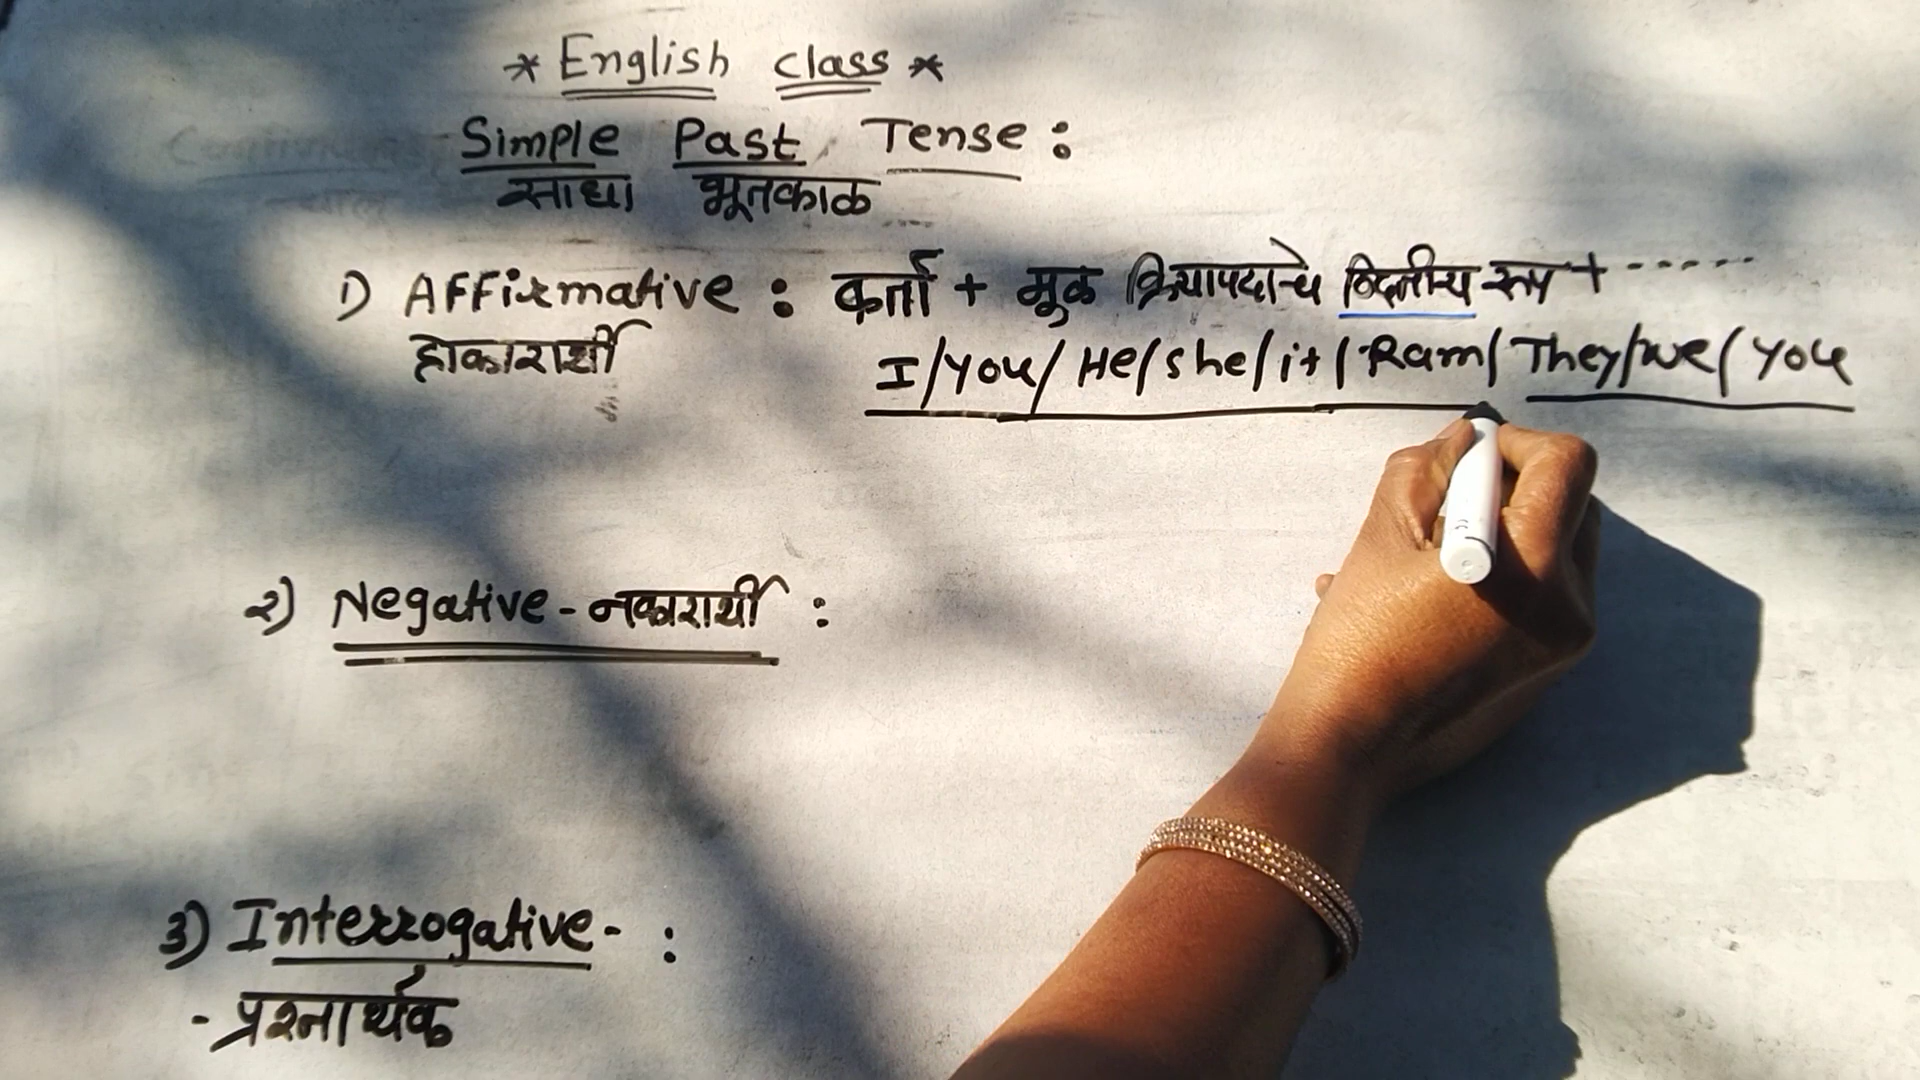 * English class *
Simple Past Tense :
साधा भूतकाळ
1) Affirmative : कर्ता + मुळ क्रियापदाचे व्दितीय रूप + ......
होकारार्थी
I/You/He/she/it/Ram/They/we/You
२) Negative - नकारार्थी :
3) Interrogative - :
- प्रश्नार्थक